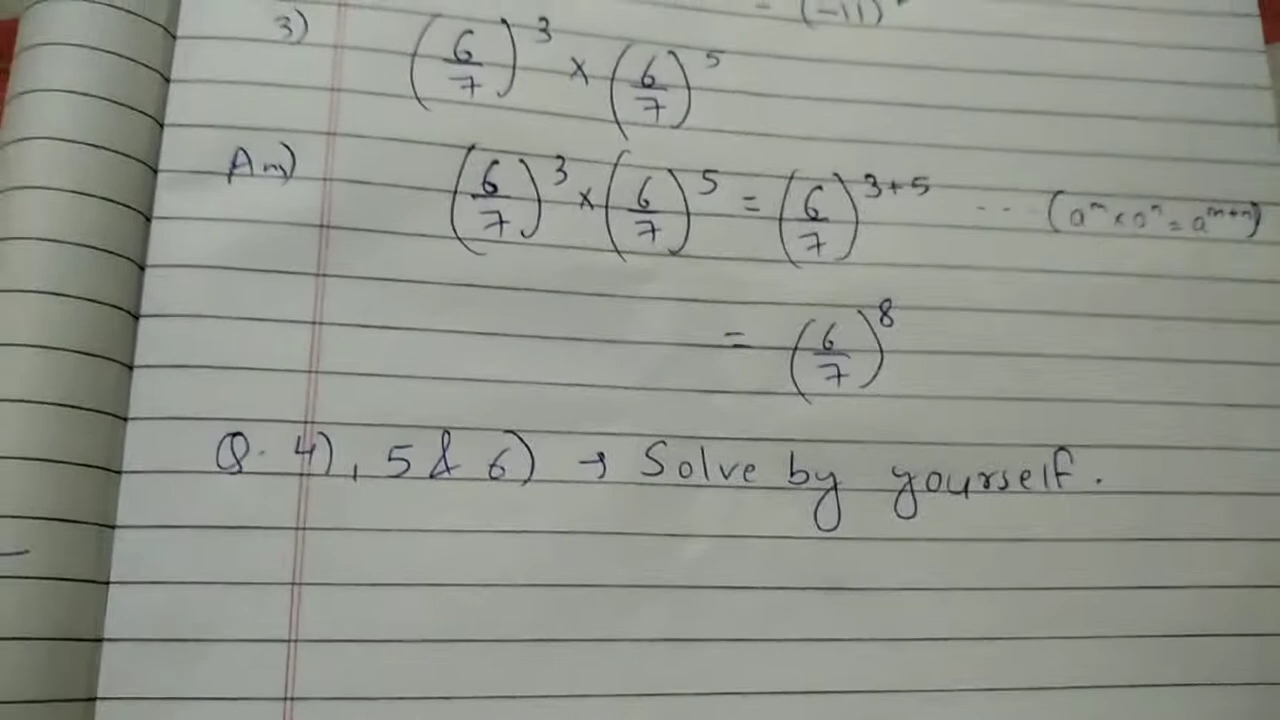 (-11)
3) (6/7)^3 × (6/7)^5
Ans) (6/7)^3 × (6/7)^5 = (6/7)^{3+5} -- (a^m × a^n = a^{m+n})
= (6/7)^8
Q. 4), 5 & 6) → Solve by yourself.